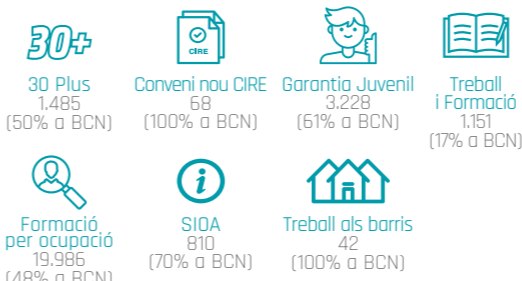 30+
30 Plus
1.485
(50% a BCN)
CIRE
Conveni nou CIRE
68
(100% a BCN)
Garantia Juvenil
3.228
(61% a BCN)
Treball
i Formació
1.151
(17% a BCN)
Formació
per ocupació
19.986
(48% a BCN)
i
SIOA
810
(70% a BCN)
Treball als barris
42
(100% a BCN)